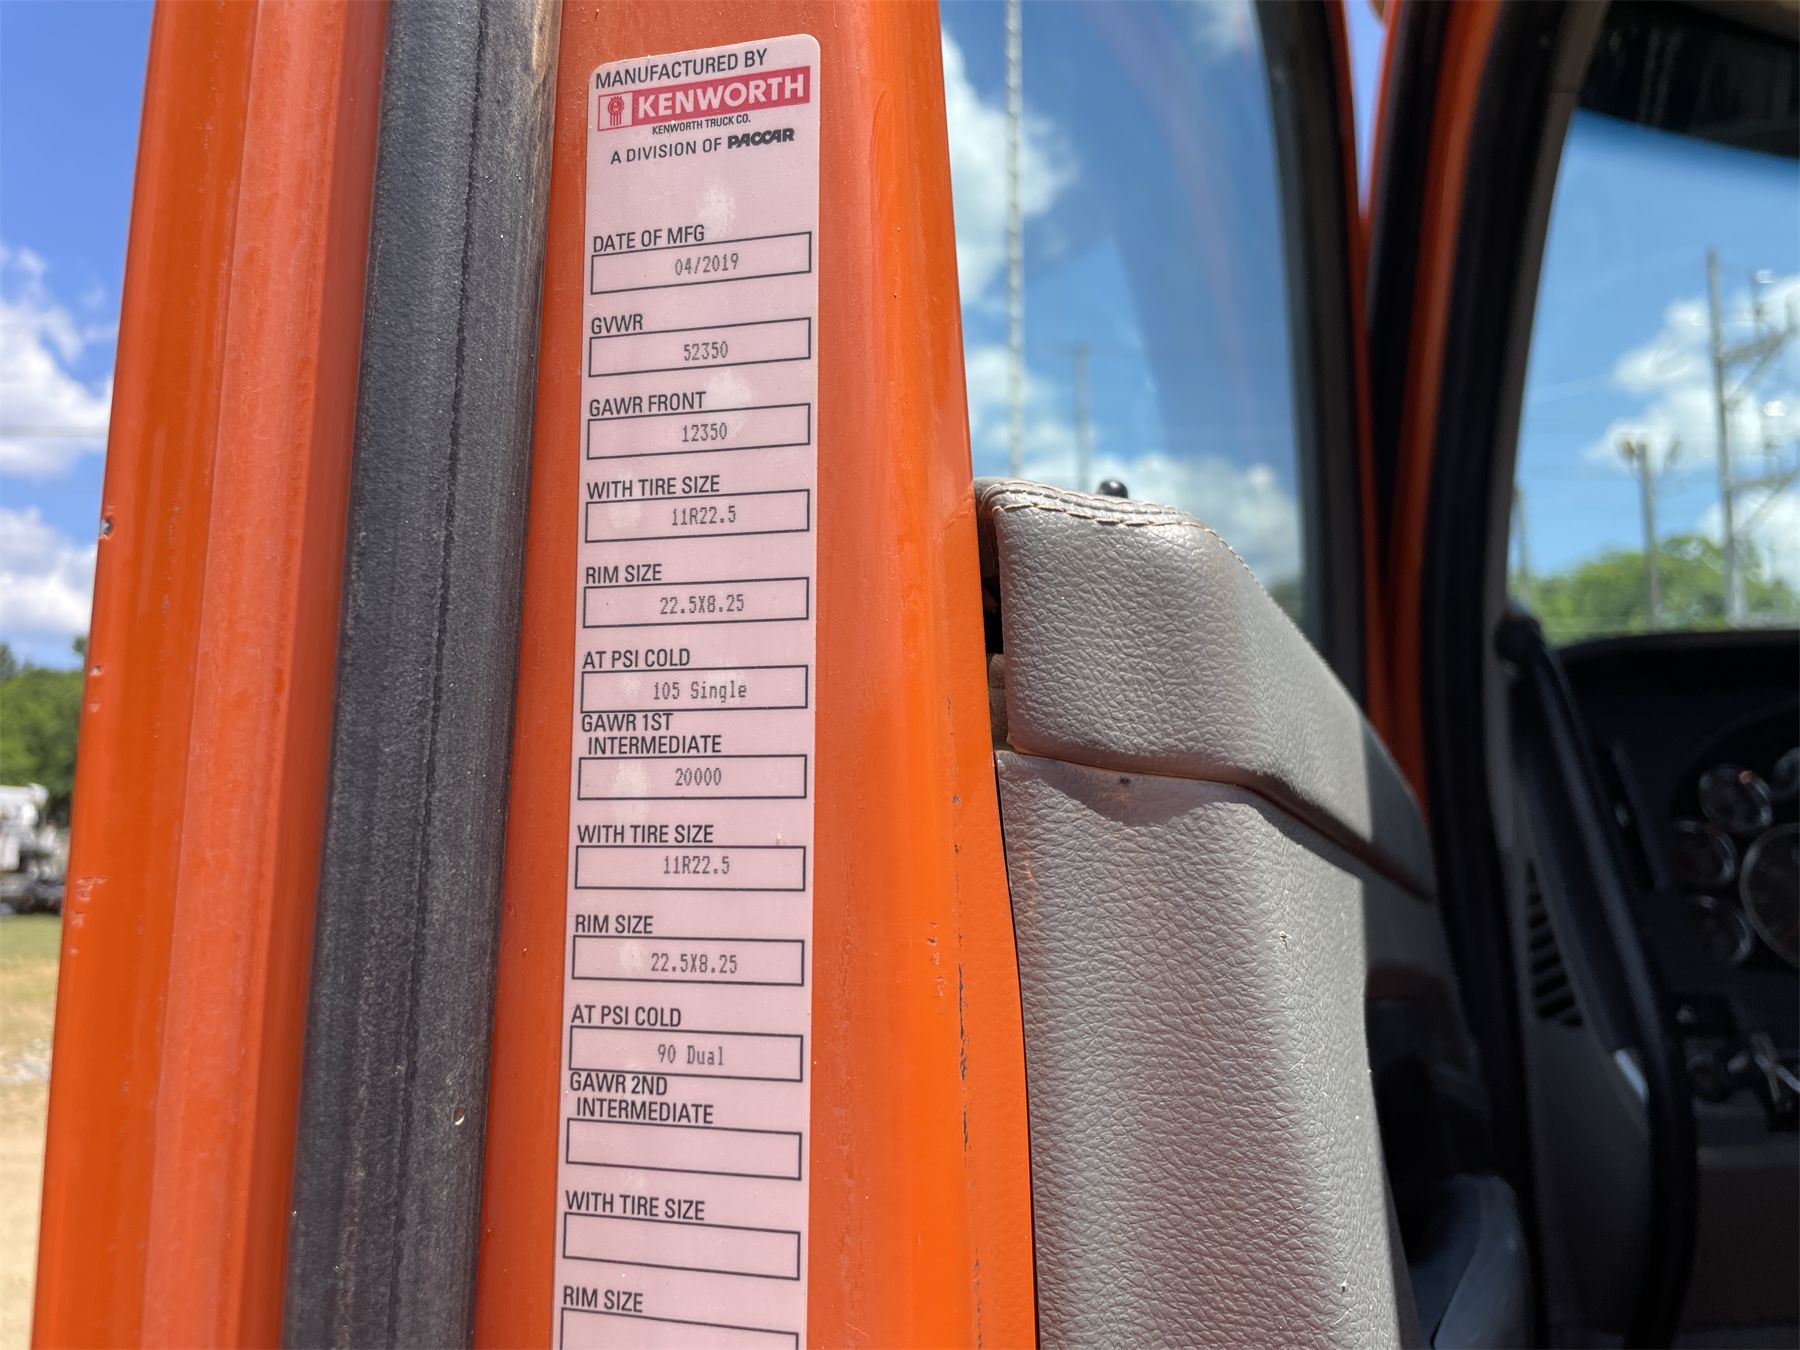 MANUFACTURED BY
KENWORTH
KENWORTH TRUCK CO.
A DIVISION OF PACCAR
DATE OF MFG
04/2019
GVWR
52350
GAWR FRONT
12350
WITH TIRE SIZE
11R22.5
RIM SIZE
22.5X8.25
AT PSI COLD
105 Single
GAWR 1ST
INTERMEDIATE
20000
WITH TIRE SIZE
11R22.5
RIM SIZE
22.5X8.25
AT PSI COLD
90 Dual
GAWR 2ND
INTERMEDIATE
WITH TIRE SIZE
RIM SIZE